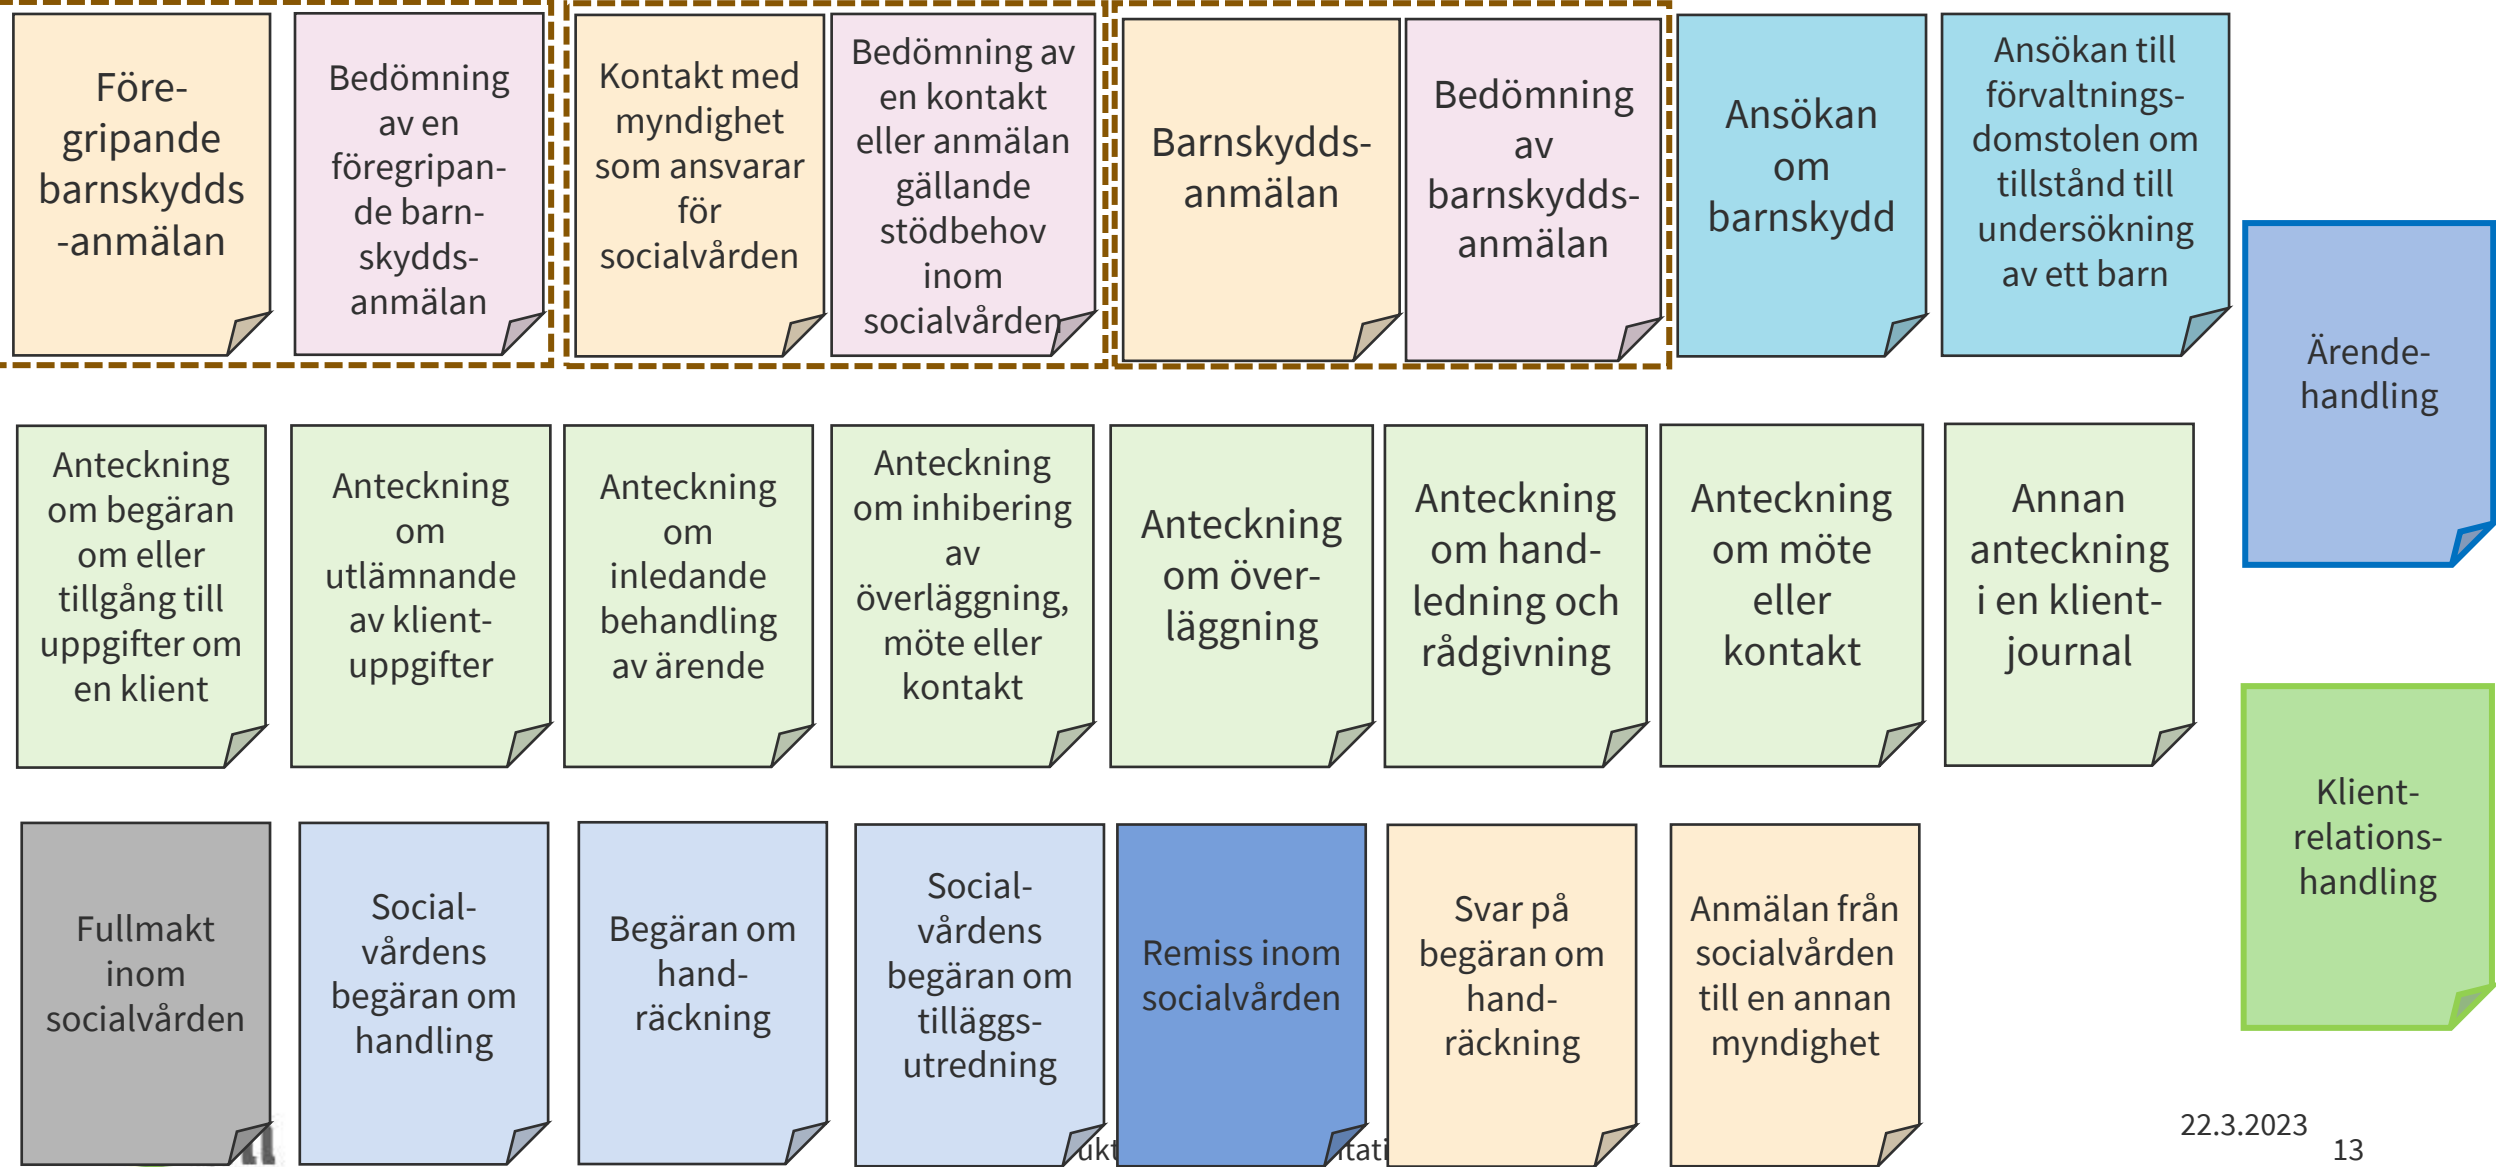 Före-
gripande
barnskydds
-anmälan
Bedömning
av en
föregripan-
de barn-
skydds-
anmälan
Kontakt med
myndighet
som ansvarar
för
socialvården
Bedömning av
en kontakt
eller anmälan
gällande
stödbehov
inom
socialvården
Barnskydds-
anmälan
Bedömning
av
barnskydds-
anmälan
Ansökan
om
barnskydd
Ansökan till
förvaltnings-
domstolen om
tillstånd till
undersökning
av ett barn
Ärende-
handling
Anteckning
om begäran
om eller
tillgång till
uppgifter om
en klient
Anteckning
om
utlämnande
av klient-
uppgifter
Anteckning
om
inledande
behandling
av ärende
Anteckning
om inhibering
av
överläggning,
möte eller
kontakt
Anteckning
om över-
läggning
Anteckning
om hand-
ledning och
rådgivning
Anteckning
om möte
eller
kontakt
Annan
anteckning
i en klient-
journal
Klient-
relations-
handling
Fullmakt
inom
socialvården
Social-
vårdens
begäran om
handling
Begäran om
hand-
räckning
Social-
vårdens
begäran om
tilläggs-
utredning
Remiss inom
socialvården
Svar på
begäran om
hand-
räckning
Anmälan från
socialvården
till en annan
myndighet
22.3.2023
13